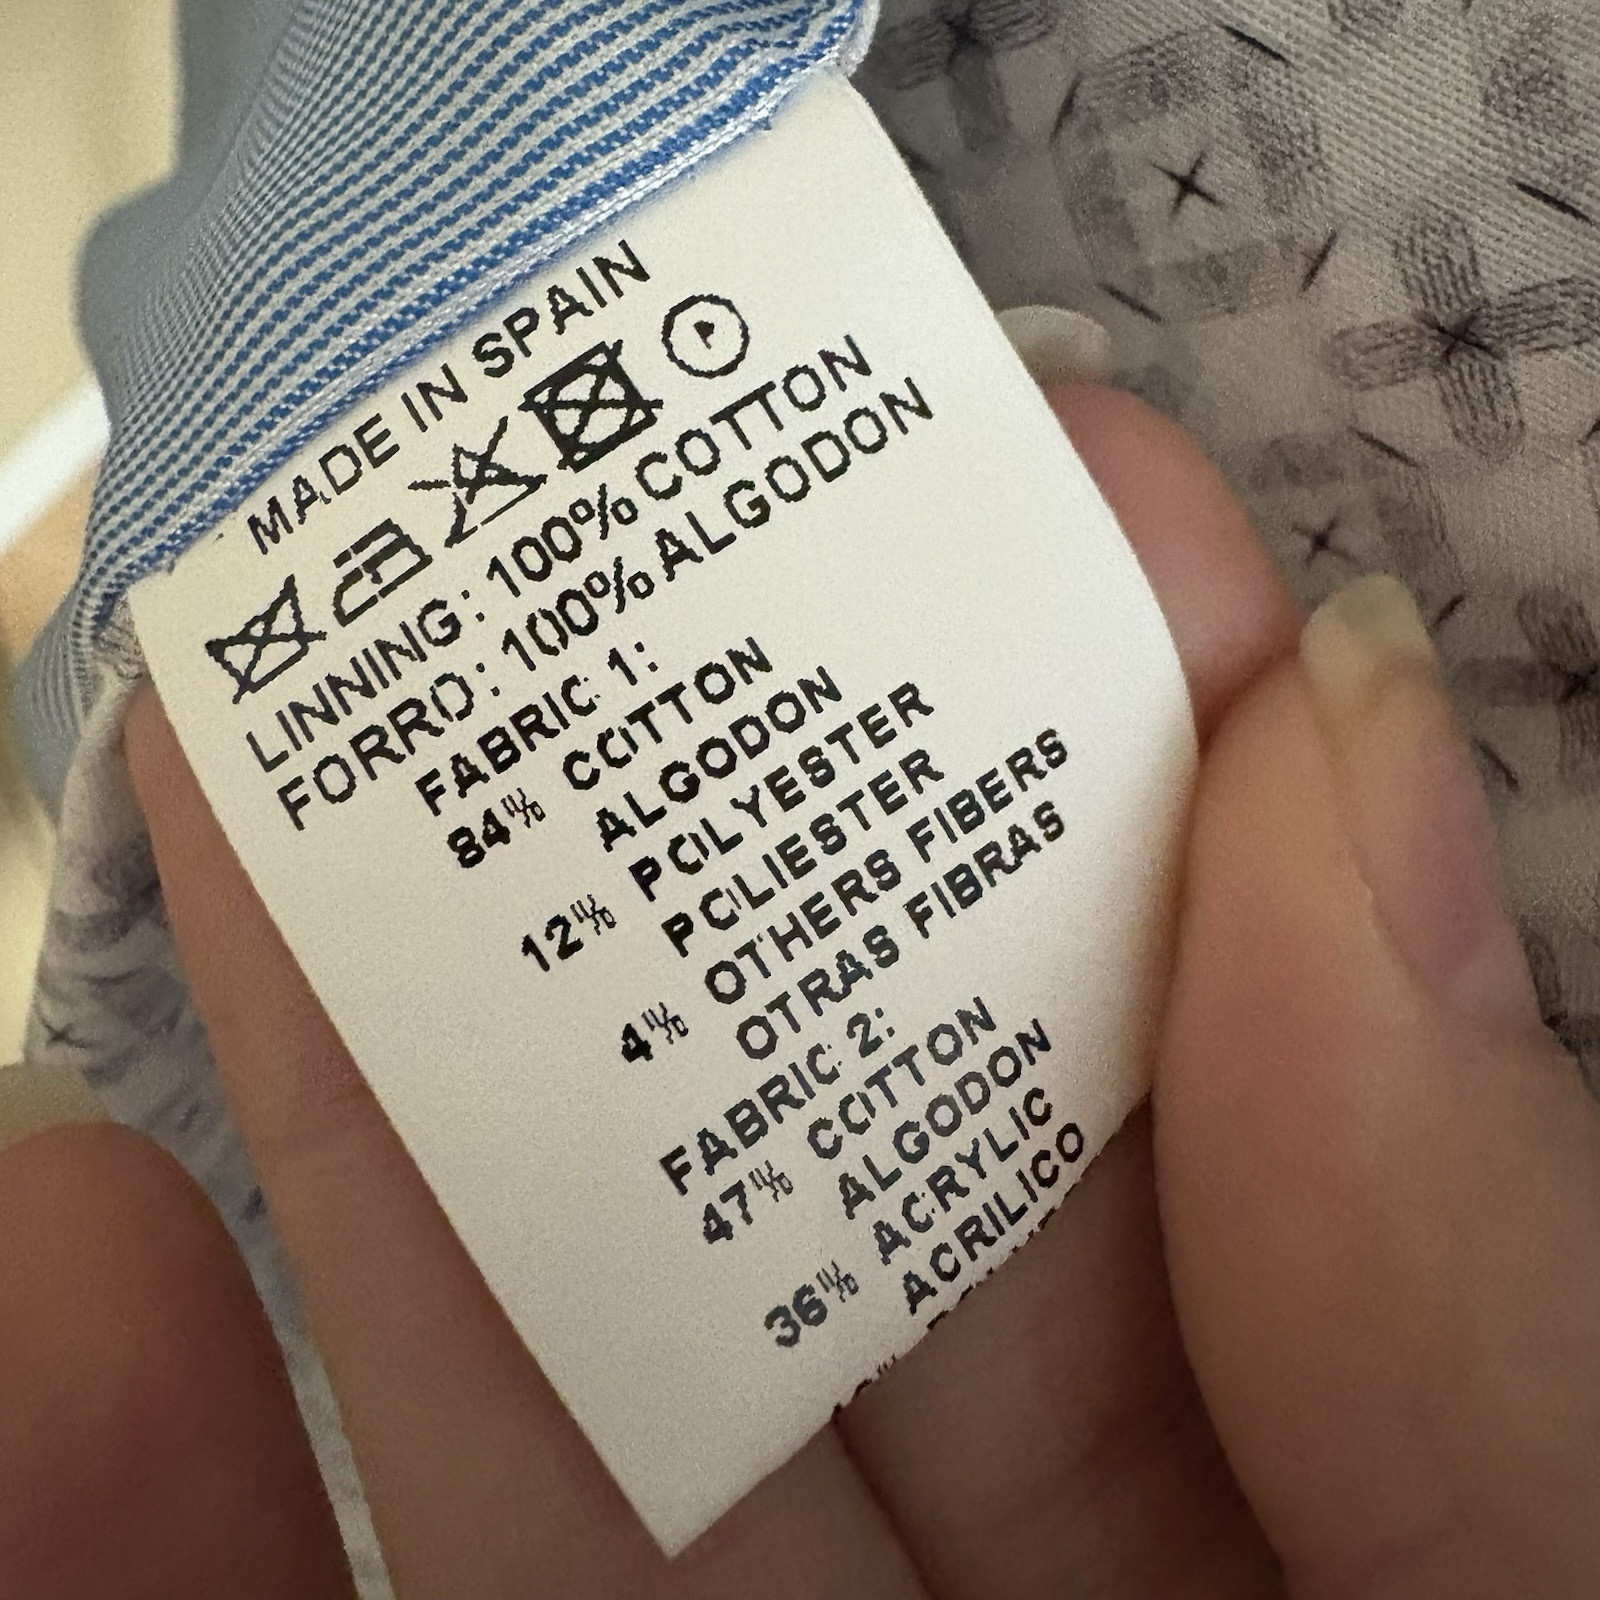 MADE IN SPAIN
P
LINNING: 100% COTTON
FORRO: 100% ALGODON
FABRIC 1:
84% COTTON
ALGODON
12% POLYESTER
POLIESTER
4% OTHERS FIBERS
OTRAS FIBRAS
FABRIC 2:
47% COTTON
ALGODON
36% ACRYLIC
ACRILICO